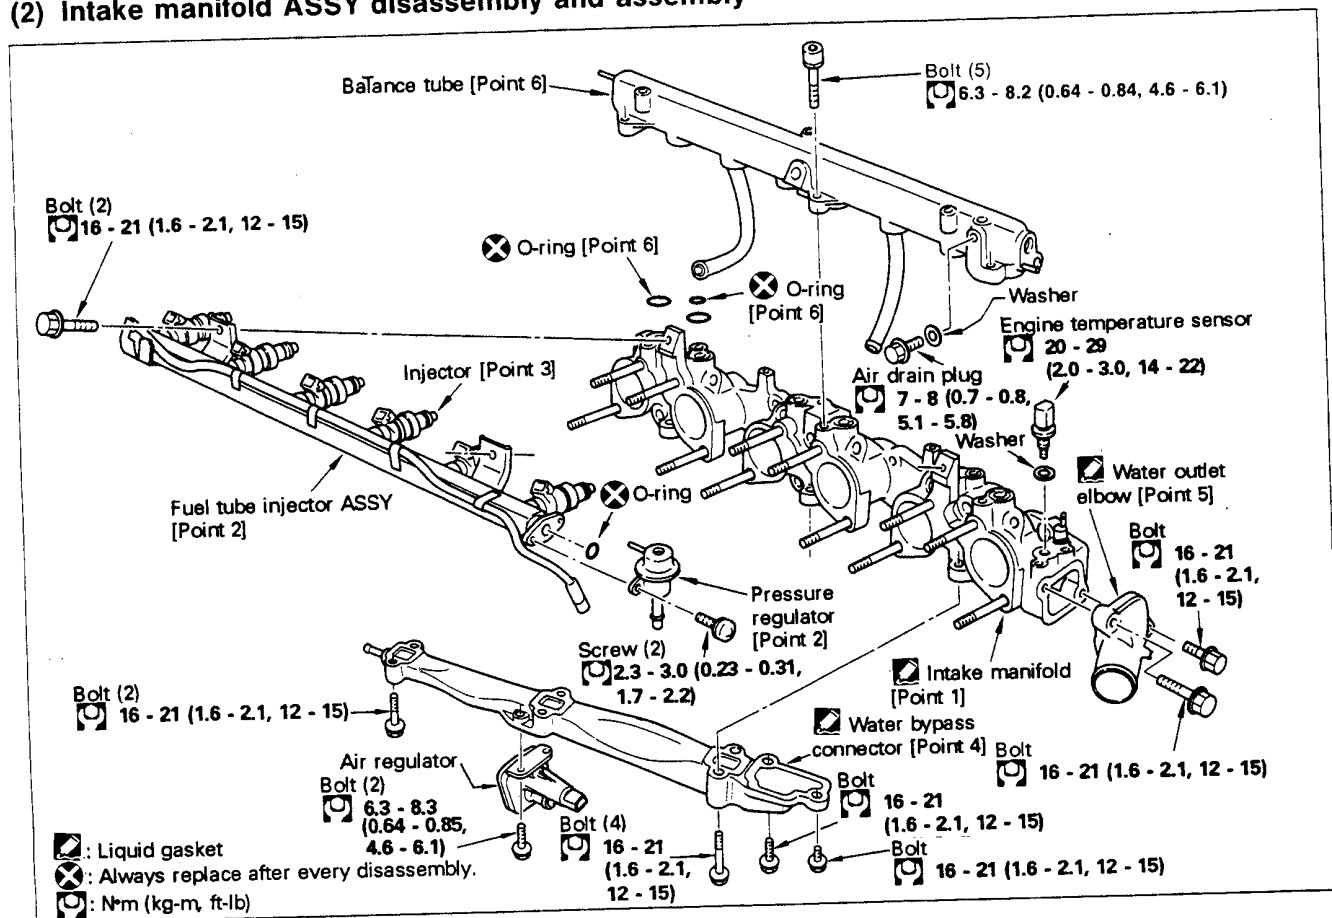 (2) Intake manifold ASSY disassembly and assembly
Balance tube [Point 6]
Bolt (5)
6.3 - 8.2 (0.64 - 0.84, 4.6 - 6.1)
Bolt (2)
16 - 21 (1.6 - 2.1, 12 - 15)
O-ring [Point 6]
O-ring
[Point 6]
Washer
Engine temperature sensor
20 - 29
(2.0 - 3.0, 14 - 22)
Injector [Point 3]
Air drain plug
7 - 8 (0.7 - 0.8,
5.1 - 5.8)
Washer
Water outlet
elbow [Point 5]
Fuel tube injector ASSY
[Point 2]
O-ring
Bolt
16 - 21
(1.6 - 2.1,
12 - 15)
Pressure
regulator
[Point 2]
Screw (2)
2.3 - 3.0 (0.23 - 0.31,
1.7 - 2.2)
Intake manifold
[Point 1]
Bolt (2)
16 - 21 (1.6 - 2.1, 12 - 15)
Water bypass
connector [Point 4]
Bolt
16 - 21 (1.6 - 2.1, 12 - 15)
Air regulator
Bolt (2)
6.3 - 8.3
(0.64 - 0.85,
4.6 - 6.1)
Bolt (4)
16 - 21
(1.6 - 2.1,
12 - 15)
Bolt
16 - 21
(1.6 - 2.1, 12 - 15)
Bolt
16 - 21 (1.6 - 2.1, 12 - 15)
: Liquid gasket
: Always replace after every disassembly.
: N•m (kg-m, ft-lb)